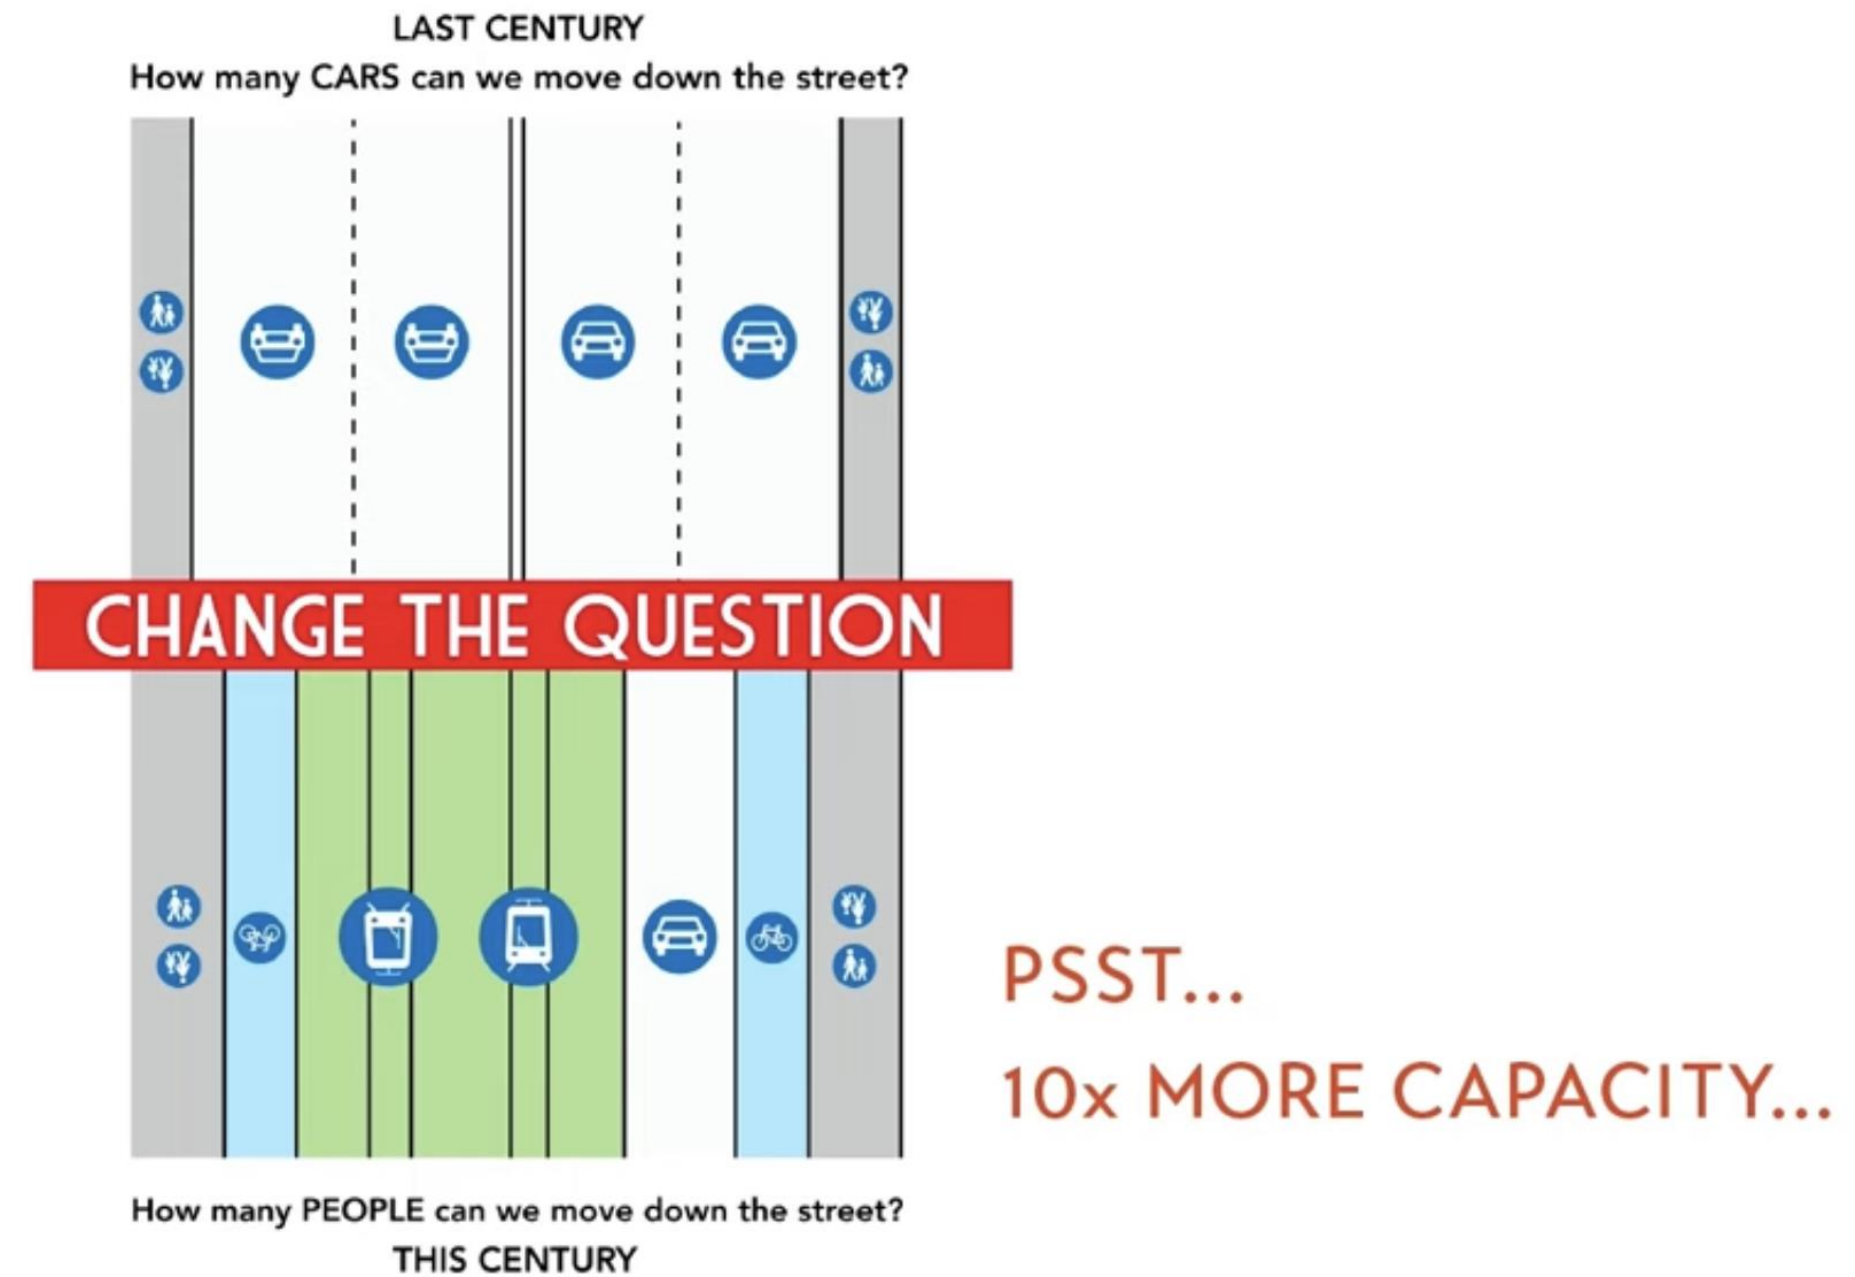 LAST CENTURY
How many CARS can we move down the street?
CHANGE THE QUESTION
PSST...
10x MORE CAPACITY...
How many PEOPLE can we move down the street?
THIS CENTURY